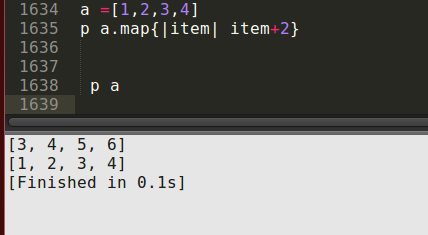 1634 a =[1,2,3,4]
1635 p a.map{|item| item+2}
1636
1637
1638 p a
1639
[3, 4, 5, 6]
[1, 2, 3, 4]
[Finished in 0.1s]